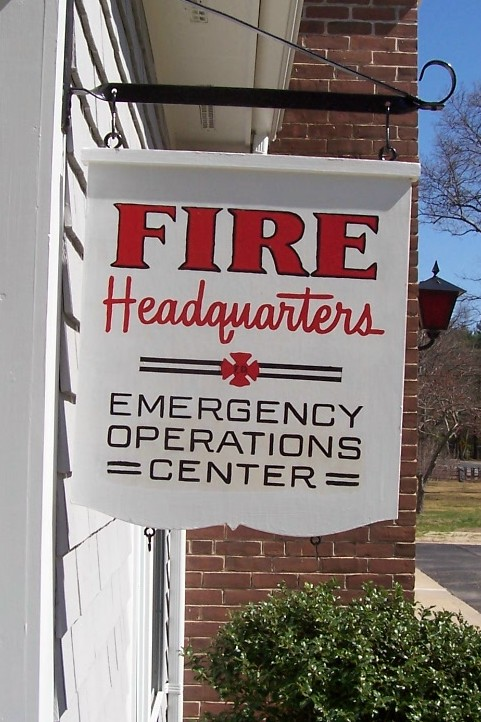 FIRE
Headquarters
EMERGENCY
OPERATIONS
CENTER